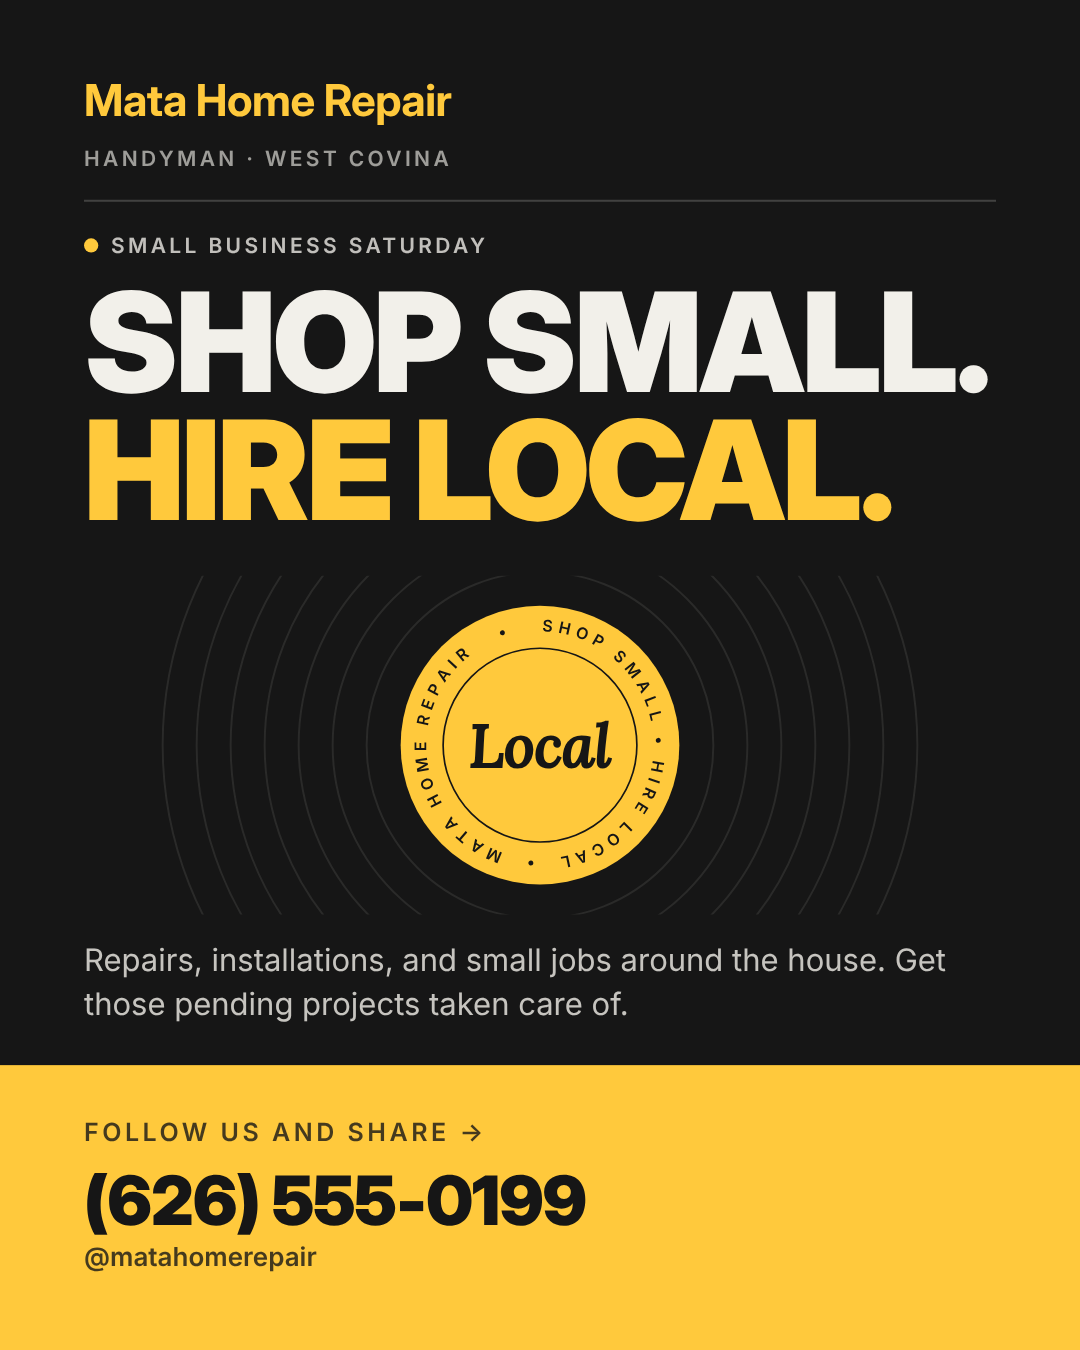 Mata Home Repair
HANDYMAN · WEST COVINA
SMALL BUSINESS SATURDAY
SHOP SMALL.
HIRE LOCAL.
SHOP SMALL • HIRE LOCAL • MATA HOME REPAIR •
Local
Repairs, installations, and small jobs around the house. Get
those pending projects taken care of.
FOLLOW US AND SHARE →
(626) 555-0199
@matahomerepair